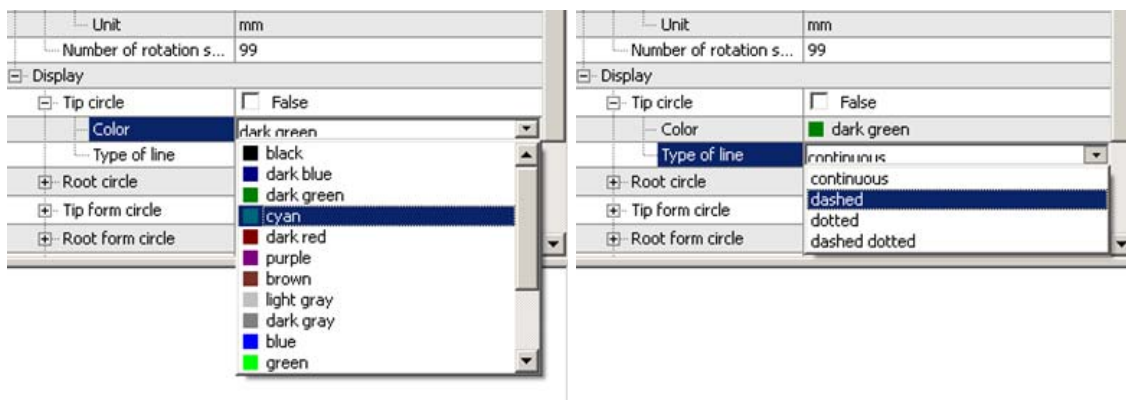 Unit mm
Number of rotation s... 99
Display
Tip circle False
Color dark green
Type of line
Root circle
Tip form circle
Root form circle
black
dark blue
dark green
cyan
dark red
purple
brown
light gray
dark gray
blue
green
Unit mm
Number of rotation s... 99
Display
Tip circle False
Color dark green
Type of line continuous
Root circle
Tip form circle
Root form circle
continuous
dashed
dotted
dashed dotted